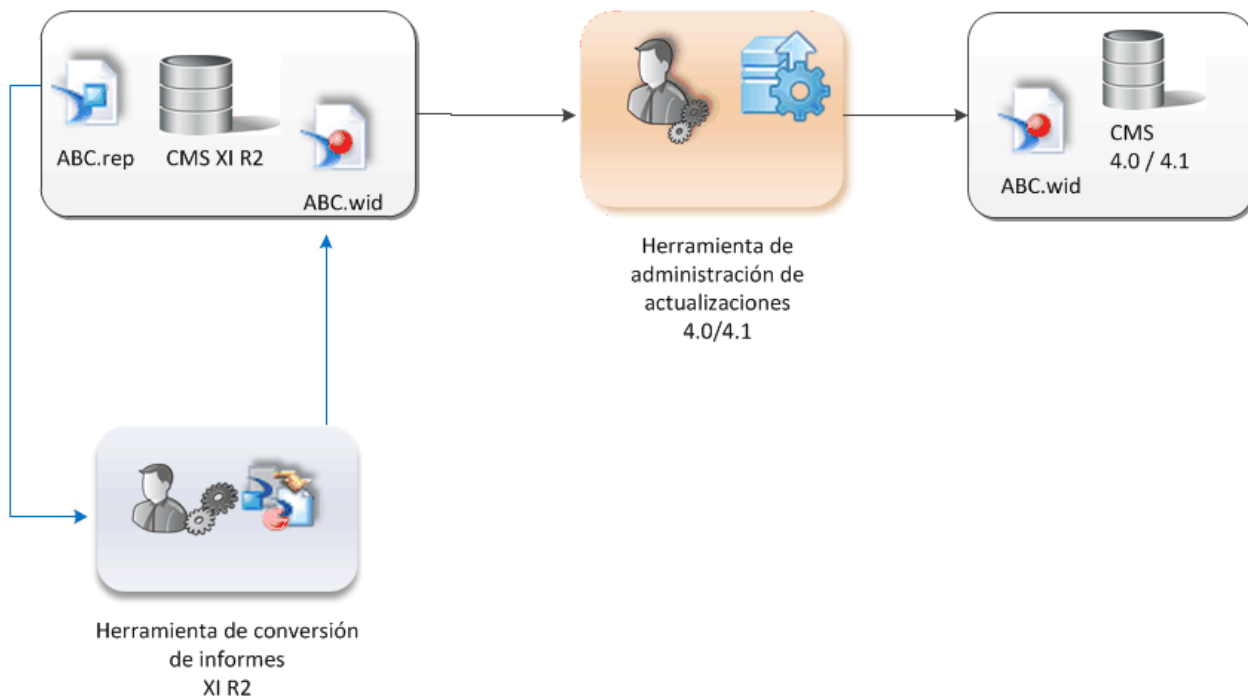 ABC.rep
CMS XI R2
ABC.wid
Herramienta de
administración de
actualizaciones
4.0/4.1
ABC.wid
CMS
4.0 / 4.1
Herramienta de conversión
de informes
XI R2